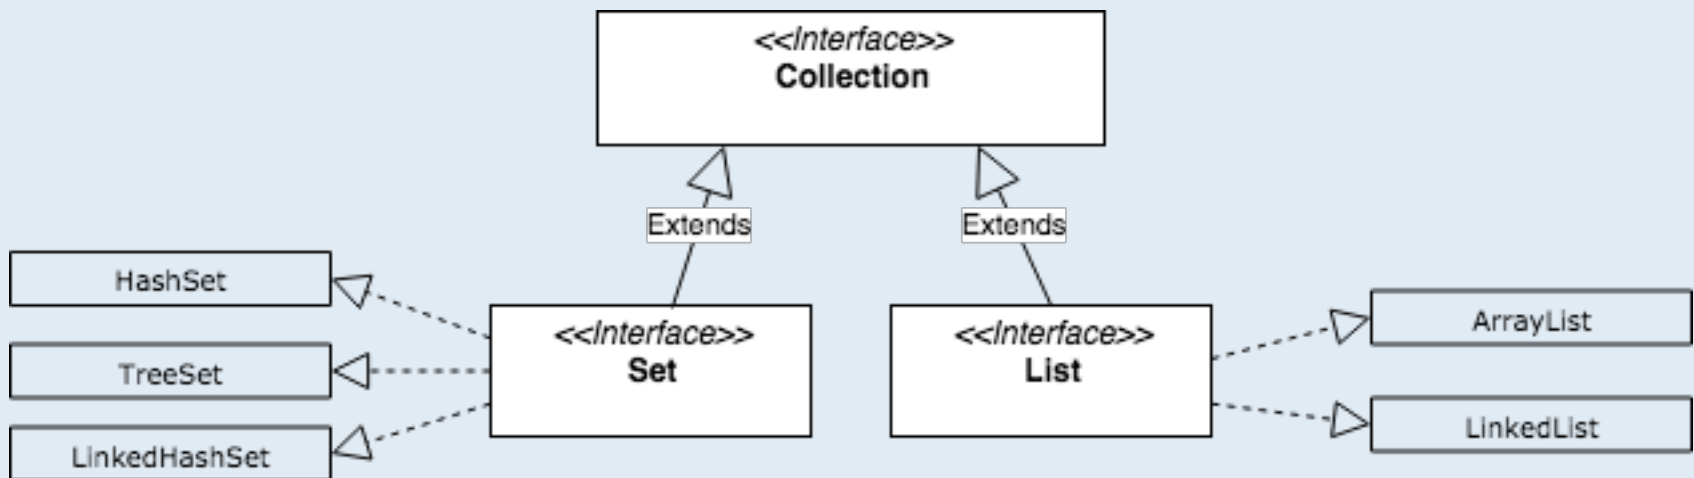 <<Interface>>
Collection
Extends
Extends
HashSet
TreeSet
LinkedHashSet
<<Interface>>
Set
<<Interface>>
List
ArrayList
LinkedList